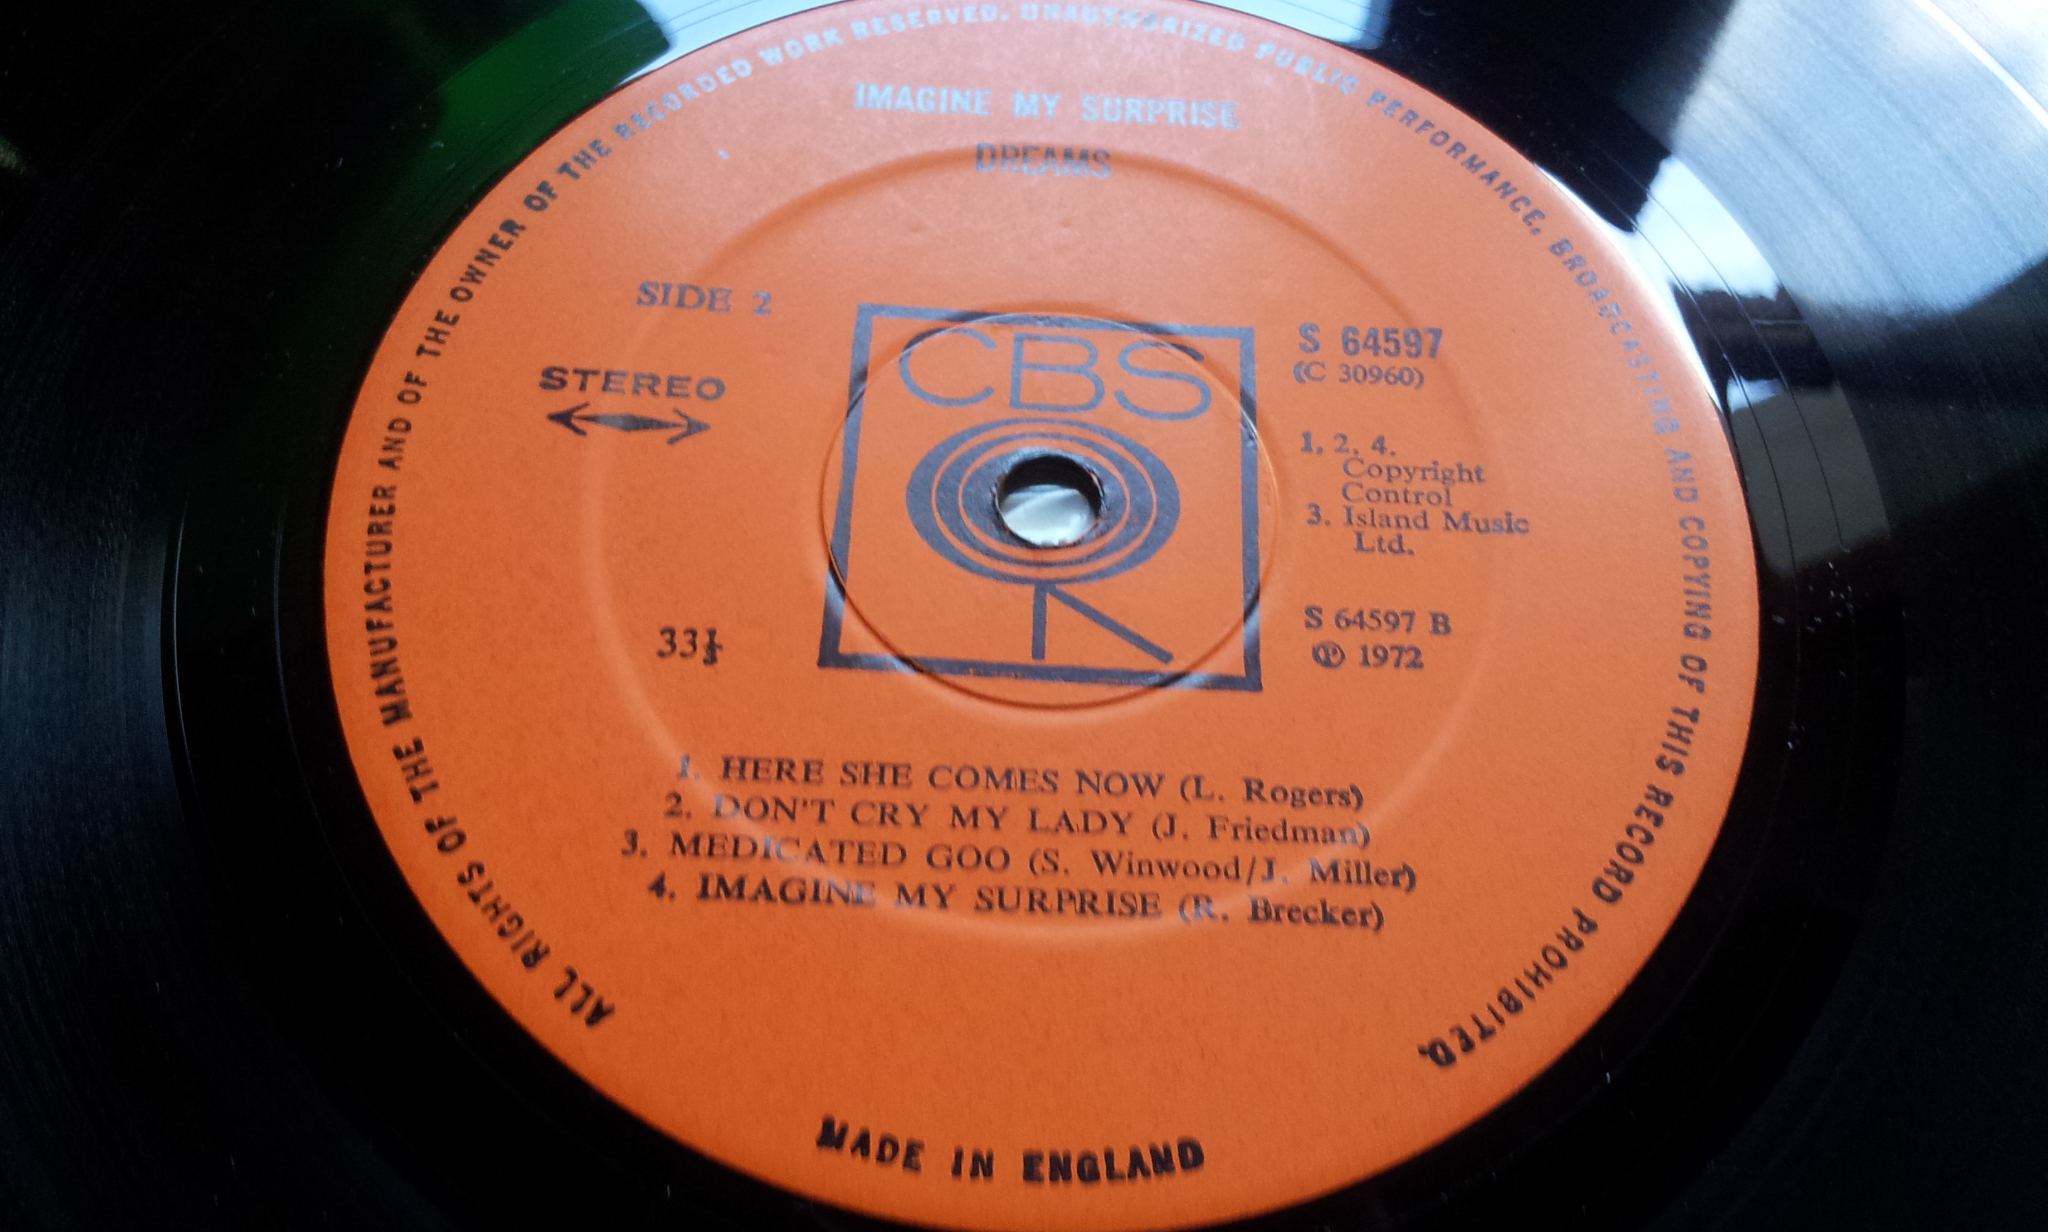 ALL RIGHTS OF THE MANUFACTURER AND OF THE OWNER OF THE RECORDED WORK RESERVED. UNAUTHORIZED PUBLIC PERFORMANCE, BROADCASTING AND COPYING OF THIS RECORD PROHIBITED.
IMAGINE MY SURPRISE
DREAMS
SIDE 2
STEREO
33⅓
CBS
S 64597
(C 30960)
1, 2. 4.
Copyright
Control
3. Island Music
Ltd.
S 64597 B
Ⓟ 1972
1. HERE SHE COMES NOW (L. Rogers)
2. DON'T CRY MY LADY (J. Friedman)
3. MEDICATED GOO (S. Winwood/J. Miller)
4. IMAGINE MY SURPRISE (R. Brecker)
MADE IN ENGLAND